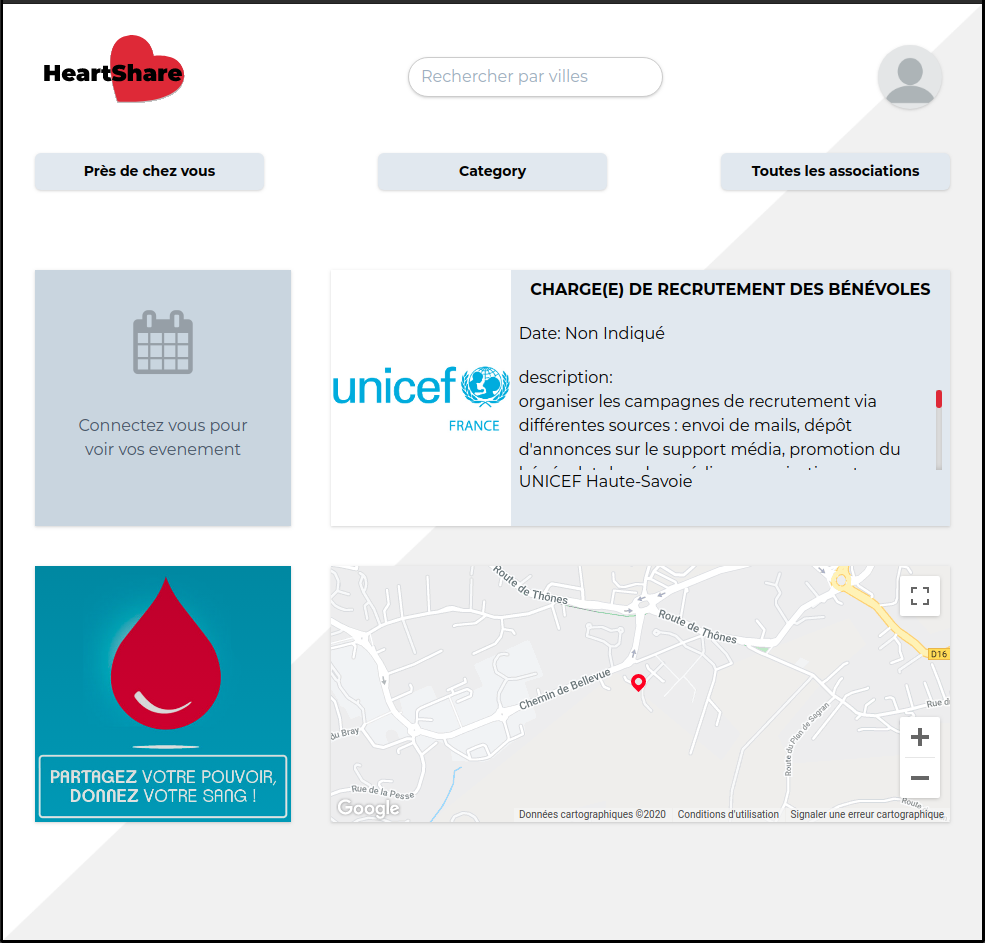 HeartShare
Rechercher par villes
Près de chez vous
Category
Toutes les associations
Connectez vous pour
voir vos evenement
unicef
FRANCE
CHARGE(E) DE RECRUTEMENT DES BÉNÉVOLES
Date: Non Indiqué
description:
organiser les campagnes de recrutement via
différentes sources : envoi de mails, dépôt
d'annonces sur le support média, promotion du
UNICEF Haute-Savoie
PARTAGEZ VOTRE POUVOIR,
DONNEZ VOTRE SANG !
Route de Thônes
Route de Thônes
D16
Chemin de Bellevue
Rue d
Route du Plan de Sagran
du Bray
Rue de la Pesse
Route
Google
Données cartographiques ©2020 Conditions d'utilisation Signaler une erreur cartographique